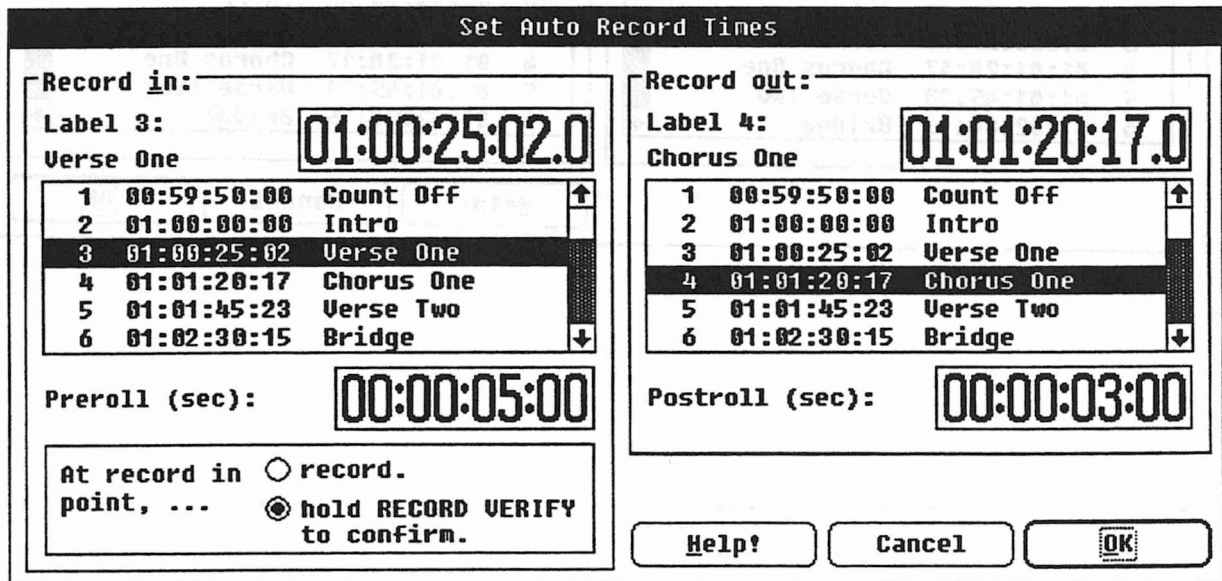 Set Auto Record Times
Record in:
Label 3:
Verse One
01:00:25:02.0
1 00:59:50:00 Count Off
2 01:00:00:00 Intro
3 01:00:25:02 Verse One
4 01:01:20:17 Chorus One
5 01:01:45:23 Verse Two
6 01:02:30:15 Bridge
Preroll (sec):
00:00:05:00
At record in
point, ...
record.
hold RECORD VERIFY
to confirm.
Record out:
Label 4:
Chorus One
01:01:20:17.0
1 00:59:50:00 Count Off
2 01:00:00:00 Intro
3 01:00:25:02 Verse One
4 01:01:20:17 Chorus One
5 01:01:45:23 Verse Two
6 01:02:30:15 Bridge
Postroll (sec):
00:00:03:00
Help!
Cancel
OK